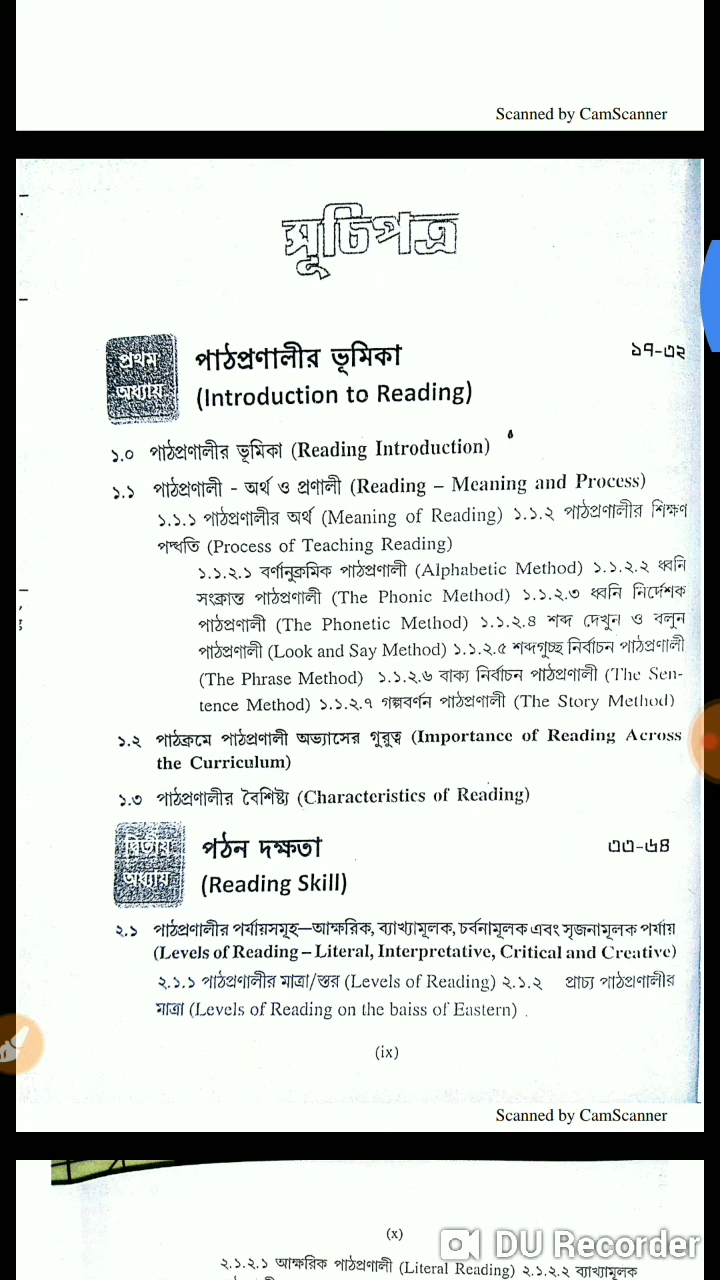 Scanned by CamScanner
সূচিপত্র
প্রথম অধ্যায়
পাঠপ্রণালীর ভূমিকা ১৭-৩২
(Introduction to Reading)
১.০ পাঠপ্রণালীর ভূমিকা (Reading Introduction)
১.১ পাঠপ্রণালী - অর্থ ও প্রণালী (Reading – Meaning and Process)
১.১.১ পাঠপ্রণালীর অর্থ (Meaning of Reading) ১.১.২ পাঠপ্রণালীর শিক্ষণ
পদ্ধতি (Process of Teaching Reading)
১.১.২.১ বর্ণানুক্রমিক পাঠপ্রণালী (Alphabetic Method) ১.১.২.২ ধ্বনি
সংক্রান্ত পাঠপ্রণালী (The Phonic Method) ১.১.২.৩ ধ্বনি নির্দেশক
পাঠপ্রণালী (The Phonetic Method) ১.১.২.৪ শব্দ দেখুন ও বলুন
পাঠপ্রণালী (Look and Say Method) ১.১.২.৫ শব্দগুচ্ছ নির্বাচন পাঠপ্রণালী
(The Phrase Method) ১.১.২.৬ বাক্য নির্বাচন পাঠপ্রণালী (The Sen-
tence Method) ১.১.২.৭ গল্পবর্ণন পাঠপ্রণালী (The Story Method)
১.২ পাঠক্রমে পাঠপ্রণালী অভ্যাসের গুরুত্ব (Importance of Reading Across
the Curriculum)
১.৩ পাঠপ্রণালীর বৈশিষ্ট্য (Characteristics of Reading)
দ্বিতীয় অধ্যায়
পঠন দক্ষতা ৩৩-৬৪
(Reading Skill)
২.১ পাঠপ্রণালীর পর্যায়সমূহ—আক্ষরিক, ব্যাখ্যামূলক, চর্বনামূলক এবং সৃজনামূলক পর্যায়
(Levels of Reading – Literal, Interpretative, Critical and Creative)
২.১.১ পাঠপ্রণালীর মাত্রা/স্তর (Levels of Reading) ২.১.২ প্রাচ্য পাঠপ্রণালীর
মাত্রা (Levels of Reading on the baiss of Eastern) .
(ix)
Scanned by CamScanner
(x)
DU Recorder
২.১.২.১ আক্ষরিক পাঠপ্রণালী (Literal Reading) ২.১.২.২ ব্যাখ্যামূলক